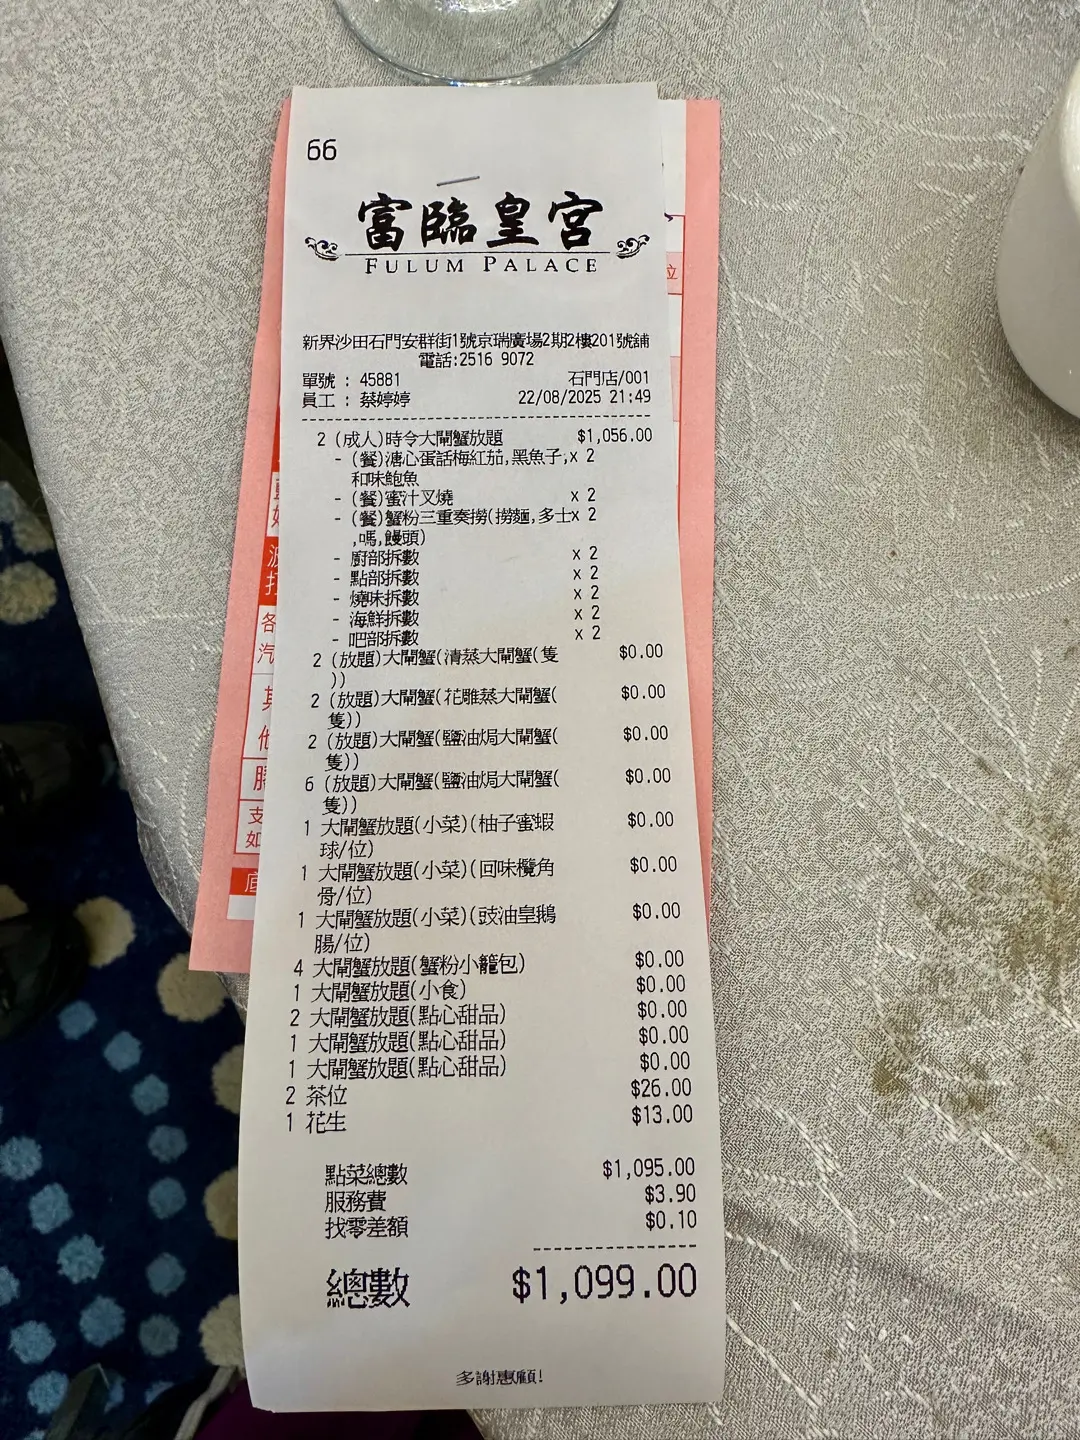 66
富臨皇宮
FULUM PALACE
新界沙田石門安群街1號京瑞廣場2期2樓201號舖
電話:2516 9072
單號 : 45881 石門店/001
員工 : 蔡婷婷 22/08/2025 21:49
2 (成人)時令大閘蟹放題 $1,056.00
- (餐)溏心蛋話梅紅茄,黑魚子,x 2
和味鮑魚
- (餐)蜜汁叉燒 x 2
- (餐)蟹粉三重奏撈(撈麵,多士x 2
,嗎,饅頭)
- 廚部拆數 x 2
- 點部拆數 x 2
- 燒味拆數 x 2
- 海鮮拆數 x 2
- 吧部拆數 x 2
2 (放題)大閘蟹(清蒸大閘蟹(隻 $0.00
))
2 (放題)大閘蟹(花雕蒸大閘蟹( $0.00
隻))
2 (放題)大閘蟹(鹽油焗大閘蟹( $0.00
隻))
6 (放題)大閘蟹(鹽油焗大閘蟹( $0.00
隻))
1 大閘蟹放題(小菜)(柚子蜜蝦 $0.00
球/位)
1 大閘蟹放題(小菜)(回味欖角 $0.00
骨/位)
1 大閘蟹放題(小菜)(豉油皇鵝 $0.00
腸/位)
4 大閘蟹放題(蟹粉小籠包) $0.00
1 大閘蟹放題(小食) $0.00
2 大閘蟹放題(點心甜品) $0.00
1 大閘蟹放題(點心甜品) $0.00
1 大閘蟹放題(點心甜品) $0.00
2 茶位 $26.00
1 花生 $13.00
點菜總數 $1,095.00
服務費 $3.90
找零差額 $0.10
總數 $1,099.00
多謝惠顧!
位
各
汽
其
他
支
如